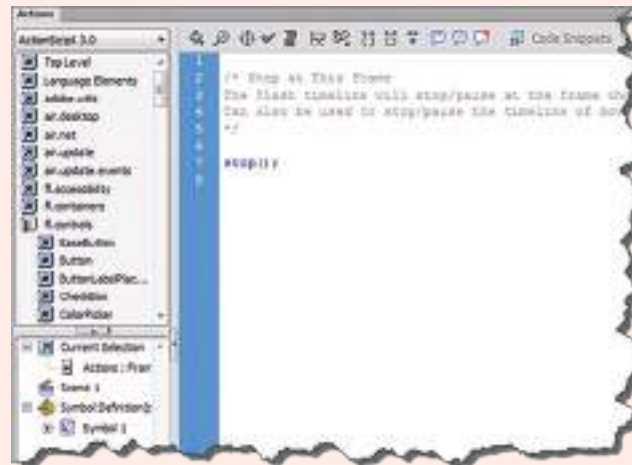 Actions
ActionScript 3.0
Code Snippets
Top Level
Language Elements
adobe.utils
air.desktop
air.net
air.update
air.update.events
fl.accessibility
fl.containers
fl.controls
BaseButton
Button
ButtonLabelPlac...
CheckBox
ColorPicker
Current Selection
Actions : Fram
Scene 1
Symbol Definition(s
Symbol 1
1
2 /* Stop at This Frame
3 The Flash timeline will stop/pause at the frame
4 Can also be used to stop/pause the timeline of
5 */
6
7 stop();
8